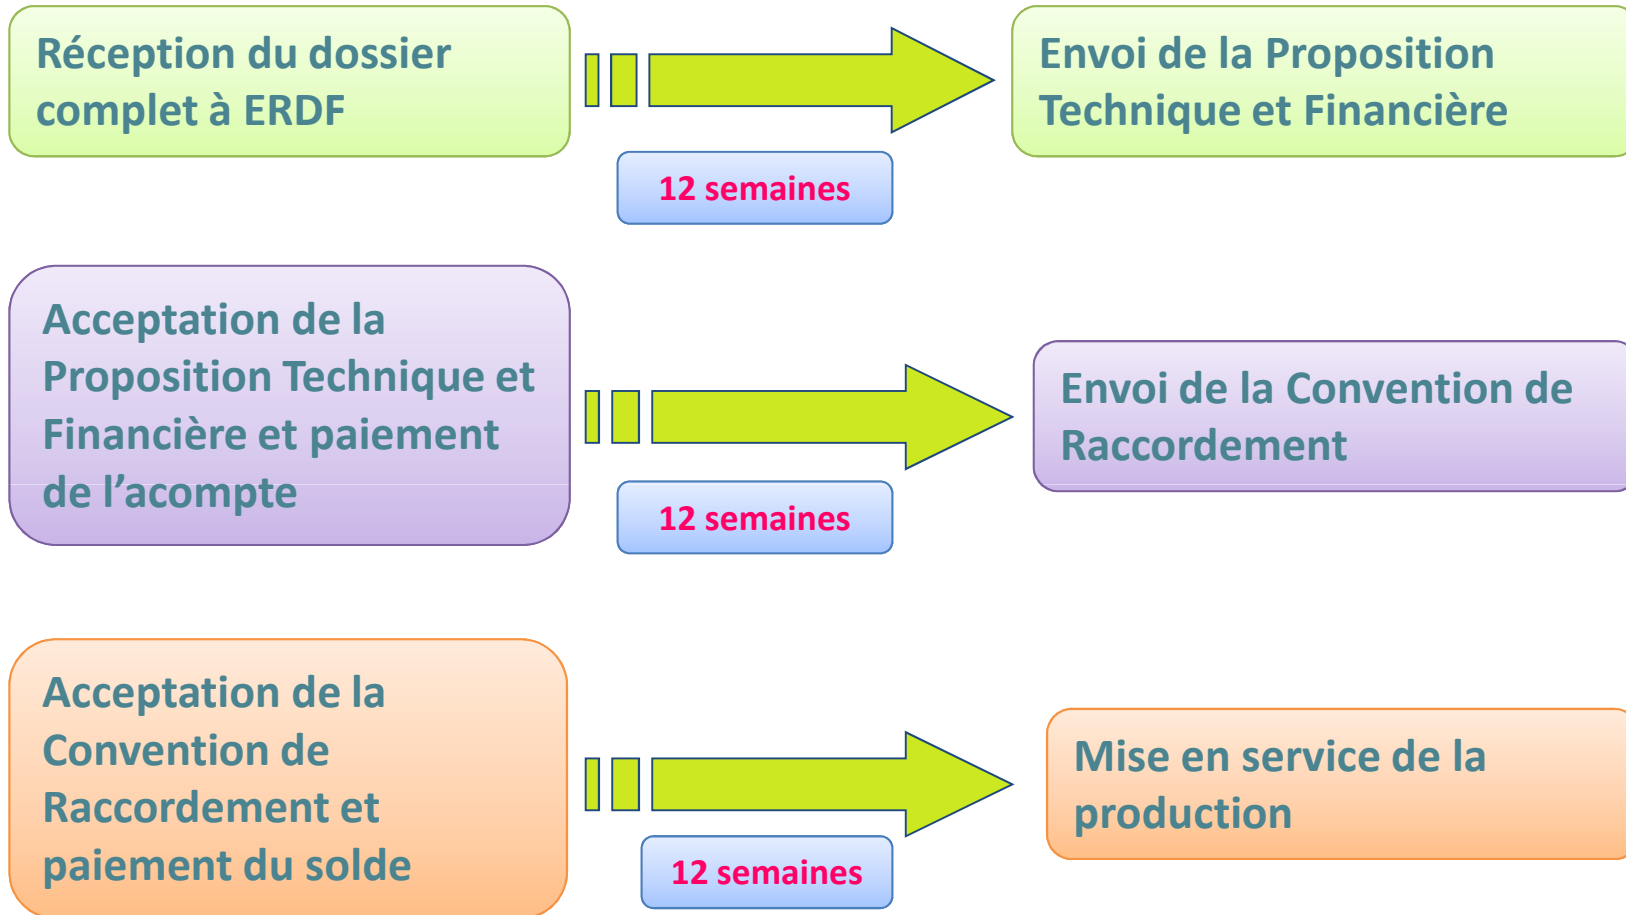 Réception du dossier
complet à ERDF
12 semaines
Envoi de la Proposition
Technique et Financière
Acceptation de la
Proposition Technique et
Financière et paiement
de l’acompte
12 semaines
Envoi de la Convention de
Raccordement
Acceptation de la
Convention de
Raccordement et
paiement du solde
12 semaines
Mise en service de la
production